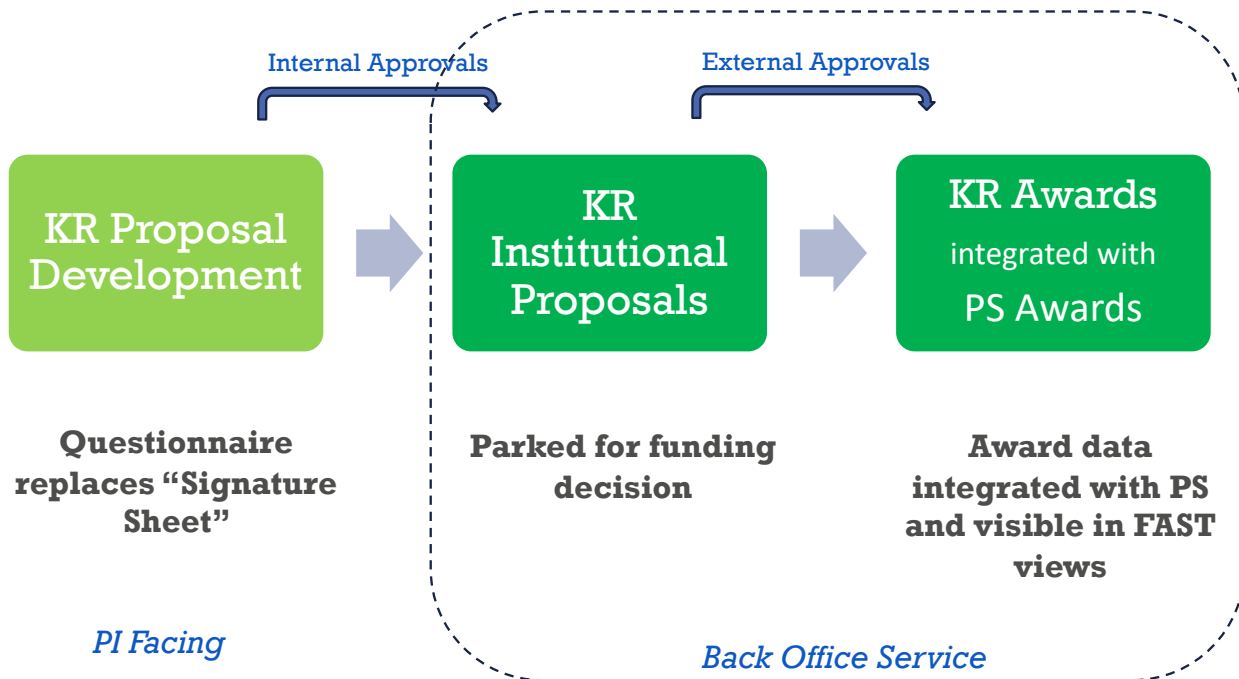 Internal Approvals
External Approvals
KR Proposal
Development
KR
Institutional
Proposals
KR Awards
integrated with
PS Awards
Questionnaire
replaces “Signature
Sheet”
Parked for funding
decision
Award data
integrated with PS
and visible in FAST
views
PI Facing
Back Office Service